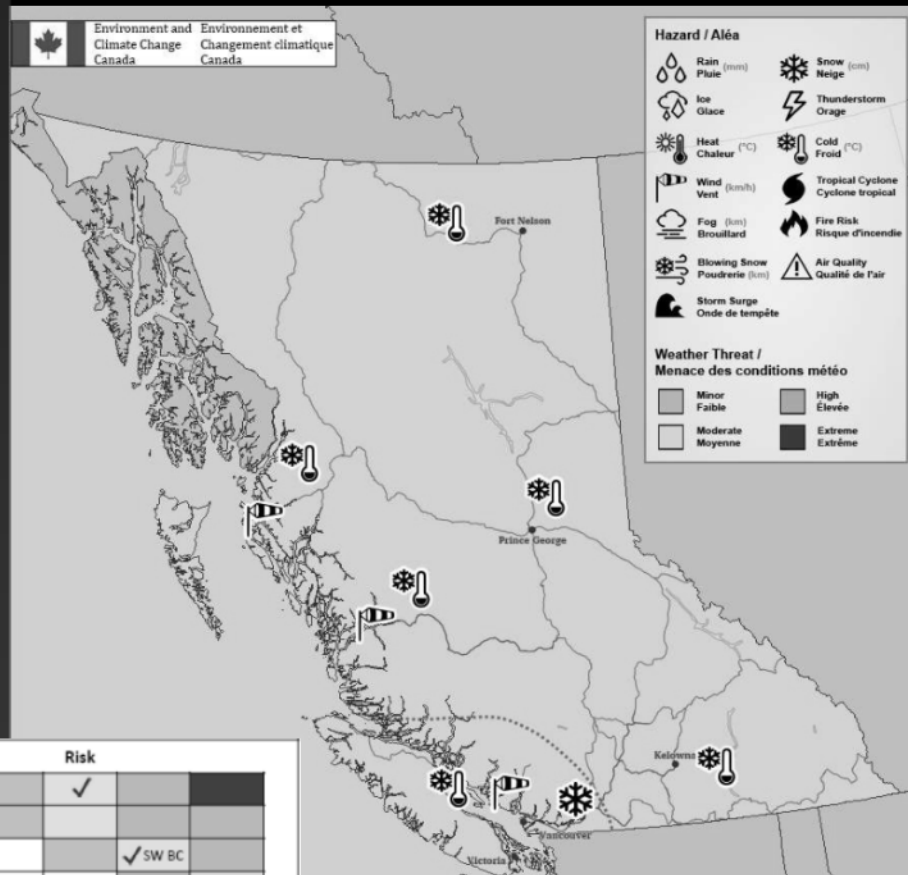 Environment and Environnement et
Climate Change Changement climatique
Canada Canada
Hazard / Aléa
Rain (mm)
Pluie
Snow (cm)
Neige
Ice
Glace
Thunderstorm
Orage
Heat (°C)
Chaleur
Cold (°C)
Froid
Wind (km/h)
Vent
Tropical Cyclone
Cyclone tropical
Fog (km)
Brouillard
Fire Risk
Risque d'incendie
Blowing Snow
Poudrerie (km)
Air Quality
Qualité de l'air
Storm Surge
Onde de tempête
Weather Threat /
Menace des conditions météo
Minor
Faible
High
Élevée
Moderate
Moyenne
Extreme
Extrême
Fort Nelson
Prince George
Kelowna
Vancouver
Victoria
Risk
✓
✓ SW BC